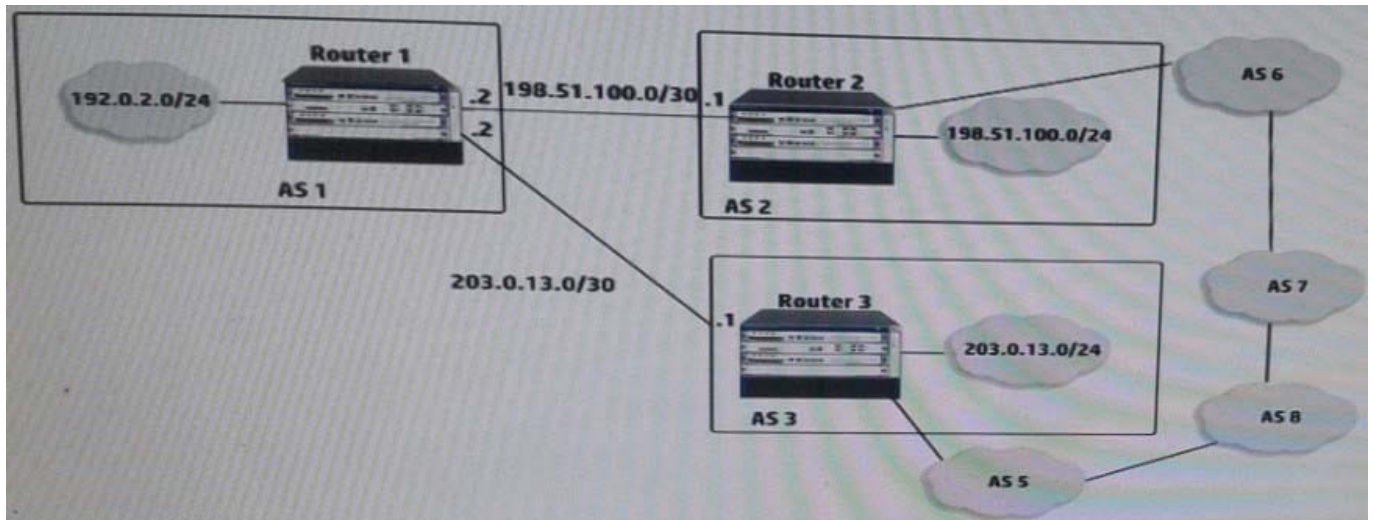 Router 1
192.0.2.0/24
.2
.2
AS 1
198.51.100.0/30
.1
Router 2
198.51.100.0/24
AS 2
AS 6
203.0.13.0/30
.1
Router 3
203.0.13.0/24
AS 3
AS 7
AS 8
AS 5